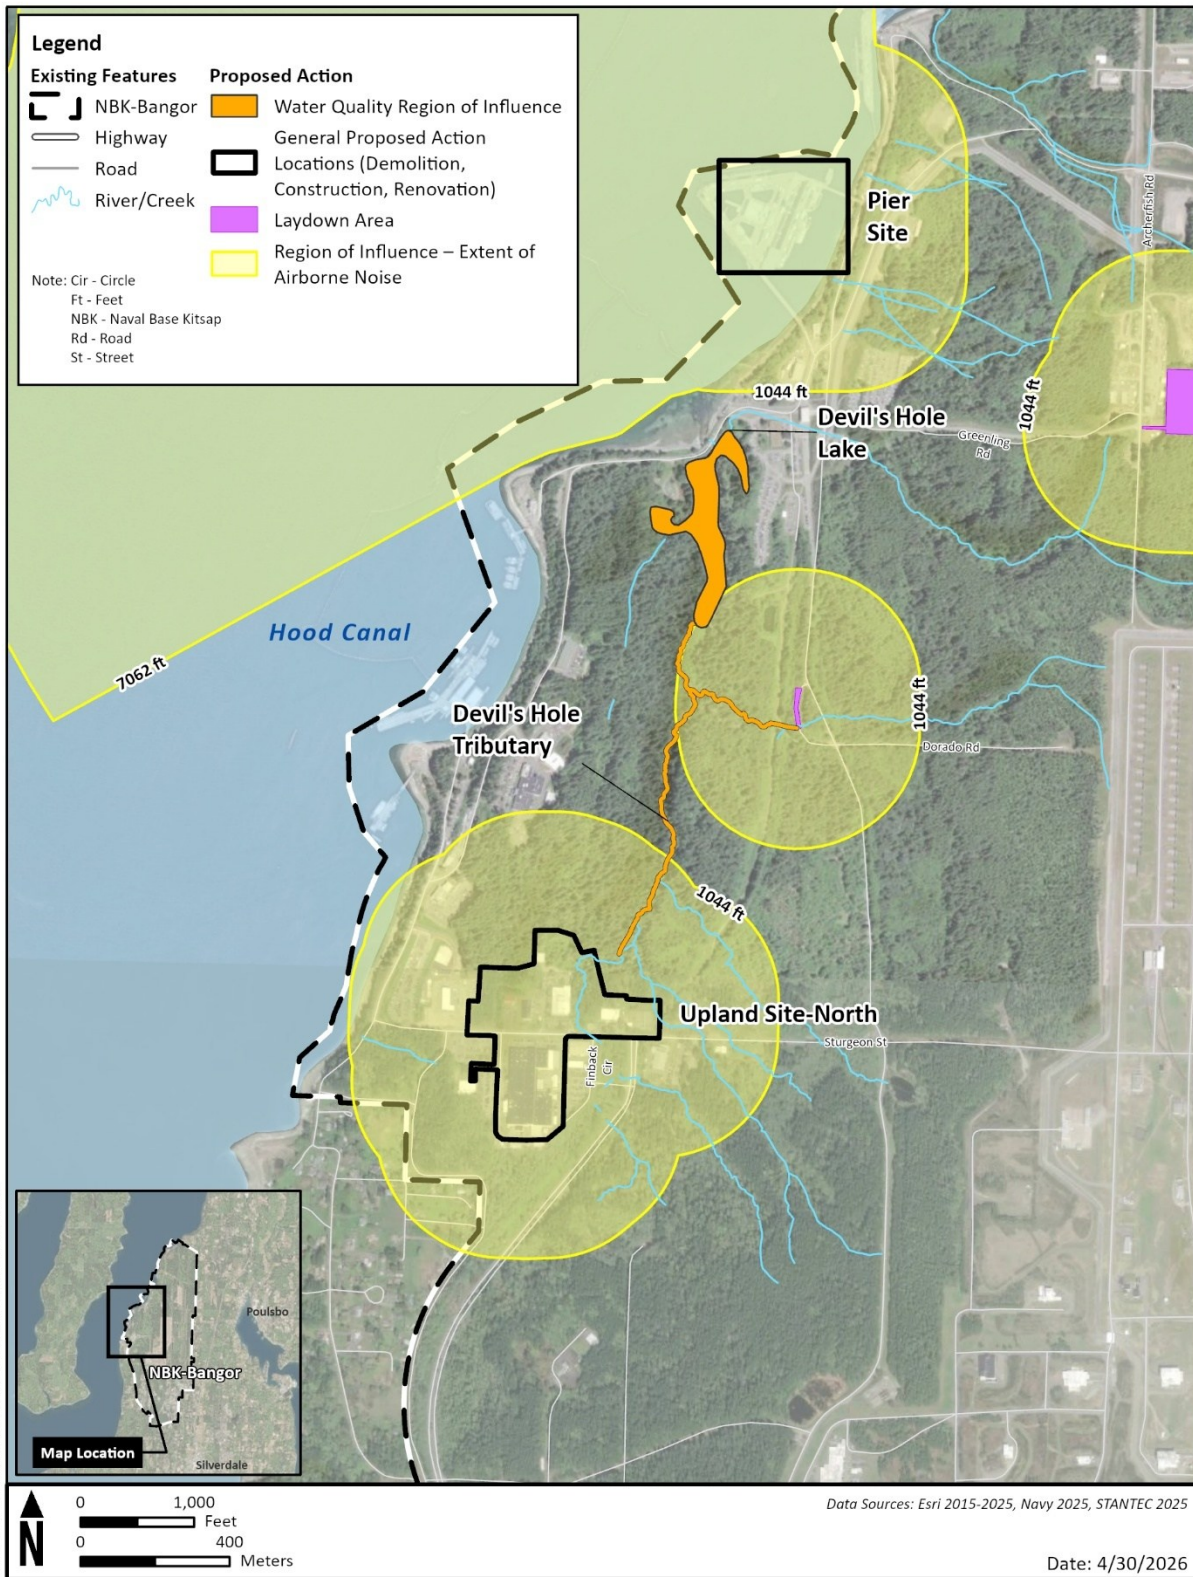 Legend
Existing Features
NBK-Bangor
Highway
Road
River/Creek
Note: Cir - Circle
Ft - Feet
NBK - Naval Base Kitsap
Rd - Road
St - Street
Proposed Action
Water Quality Region of Influence
General Proposed Action
Locations (Demolition,
Construction, Renovation)
Laydown Area
Region of Influence – Extent of
Airborne Noise
Pier
Site
Archerfish Rd
1044 ft
1044 ft
Devil's Hole
Lake
Greenling
Rd
Hood Canal
7062 ft
Devil's Hole
Tributary
1044 ft
Dorado Rd
1044 ft
Upland Site-North
Sturgeon St
Finback
Cir
Poulsbo
NBK-Bangor
Map Location
Silverdale
N
0 1,000
Feet
0 400
Meters
Data Sources: Esri 2015-2025, Navy 2025, STANTEC 2025
Date: 4/30/2026